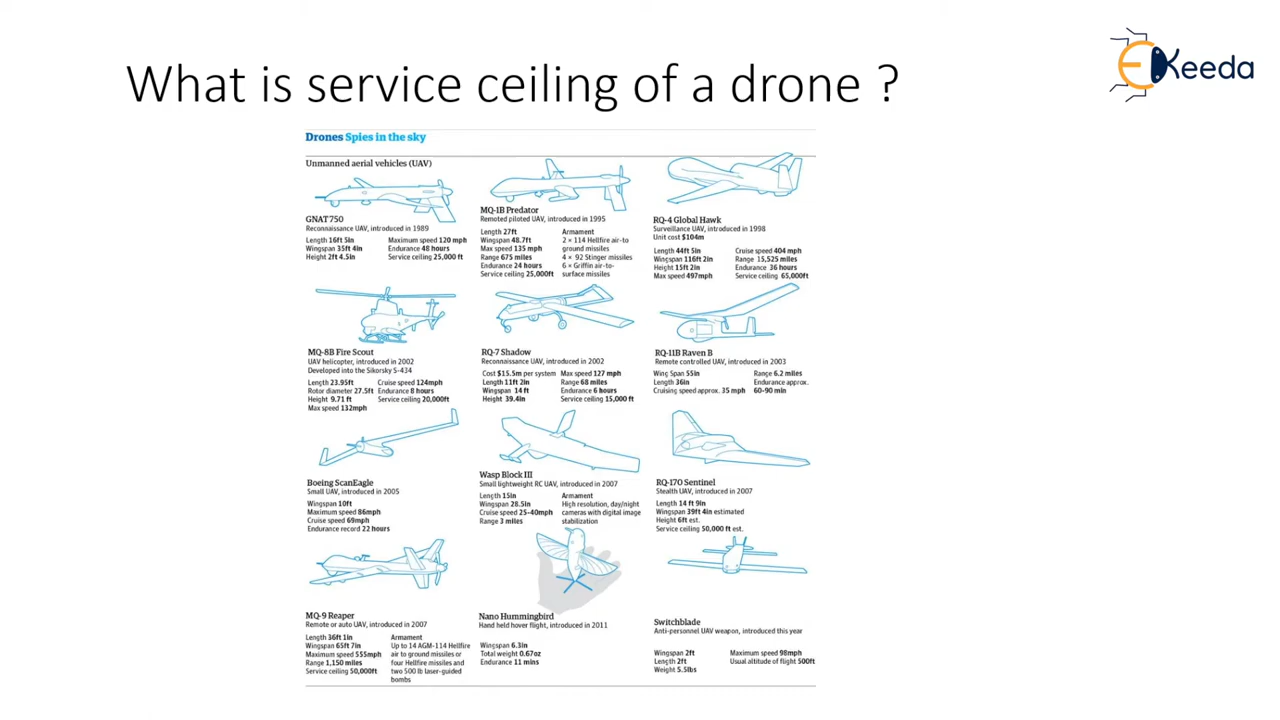 What is service ceiling of a drone ?
EKeeda
Drones Spies in the sky
Unmanned aerial vehicles (UAV)
GNAT 750
Reconnaissance UAV, introduced in 1989
Length 16ft 5in
Wingspan 35ft 4in
Height 2ft 4.5in
Maximum speed 120 mph
Endurance 48 hours
Service ceiling 25,000 ft
MQ-1B Predator
Remoted piloted UAV, introduced in 1995
Length 27ft
Wingspan 48.7ft
Max speed 135 mph
Range 675 miles
Endurance 24 hours
Service ceiling 25,000ft
Armament
2 × 114 Hellfire air-to
ground missiles
4 × 92 Stinger missiles
6 × Griffin air-to-
surface missiles
RQ-4 Global Hawk
Surveillance UAV, introduced in 1998
Unit cost $104m
Length 44ft 5in
Wingspan 116ft 2in
Height 15ft 2in
Max speed 497mph
Cruise speed 404 mph
Range 15,525 miles
Endurance 36 hours
Service ceiling 65,000ft
MQ-8B Fire Scout
UAV helicopter, introduced in 2002
Developed into the Sikorsky S-434
Length 23.95ft
Rotor diameter 27.5ft
Height 9.71 ft
Max speed 132mph
Cruise speed 124mph
Endurance 8 hours
Service ceiling 20,000ft
RQ-7 Shadow
Reconnaissance UAV, introduced in 2002
Cost $15.5m per system
Length 11ft 2in
Wingspan 14 ft
Height 39.4in
Max speed 127 mph
Range 68 miles
Endurance 6 hours
Service ceiling 15,000 ft
RQ-11B Raven B
Remote controlled UAV, introduced in 2003
Wing Span 55in
Length 36in
Cruising speed approx. 35 mph
Range 6.2 miles
Endurance approx.
60-90 min
Boeing ScanEagle
Small UAV, introduced in 2005
Wingspan 10ft
Maximum speed 86mph
Cruise speed 69mph
Endurance record 22 hours
Wasp Block III
Small lightweight RC UAV, introduced in 2007
Length 15in
Wingspan 28.5in
Cruise speed 25-40mph
Range 3 miles
Armament
High resolution, day/night
cameras with digital image
stabilization
RQ-170 Sentinel
Stealth UAV, introduced in 2007
Length 14 ft 9in
Wingspan 39ft 4in estimated
Height 6ft est.
Service ceiling 50,000 ft est.
MQ-9 Reaper
Remote or auto UAV, introduced in 2007
Length 36ft 1in
Wingspan 65ft 7in
Maximum speed 555mph
Range 1,150 miles
Service ceiling 50,000ft
Armament
Up to 14 AGM-114 Hellfire
air to ground missiles or
four Hellfire missiles and
two 500 lb laser-guided
bombs
Nano Hummingbird
Hand held hover flight, introduced in 2011
Wingspan 6.3in
Total weight 0.67oz
Endurance 11 mins
Switchblade
Anti-personnel UAV weapon, introduced this year
Wingspan 2ft
Length 2ft
Weight 5.5lbs
Maximum speed 98mph
Usual altitude of flight 500ft